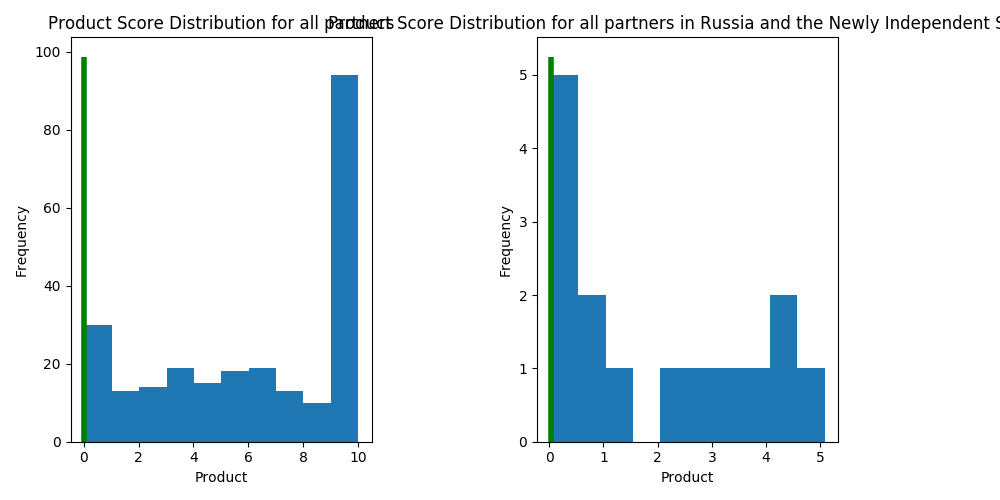 Product Score Distribution for all partners
Product Score Distribution for all partners in Russia and the Newly Independent S
100
80
60
40
20
0
Frequency
0 2 4 6 8 10
Product
5
4
3
2
1
0
Frequency
0 1 2 3 4 5
Product